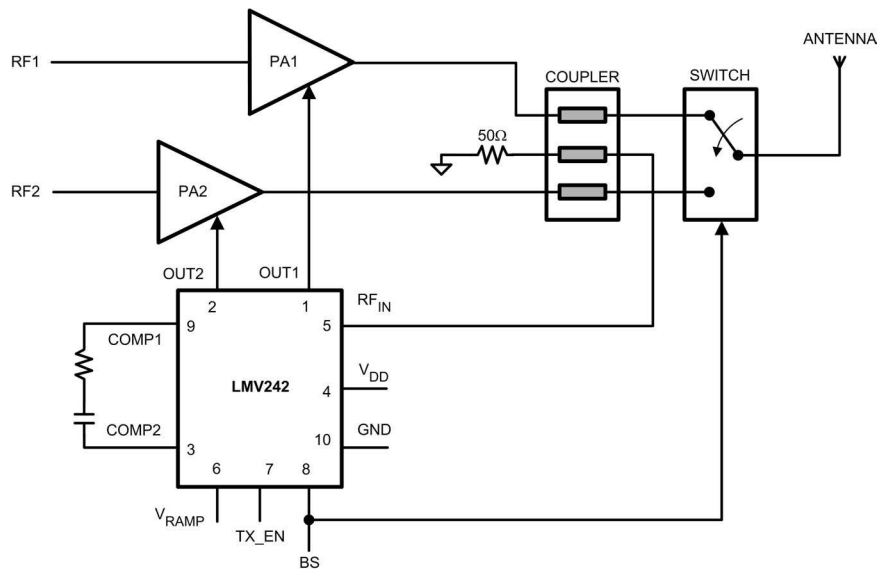 ANTENNA
RF1
PA1
COUPLER
SWITCH
50Ω
RF2
PA2
OUT2
OUT1
2
1
RF_IN
9
5
COMP1
LMV242
V_DD
4
COMP2
3
10
GND
6
7
8
V_RAMP
TX_EN
BS